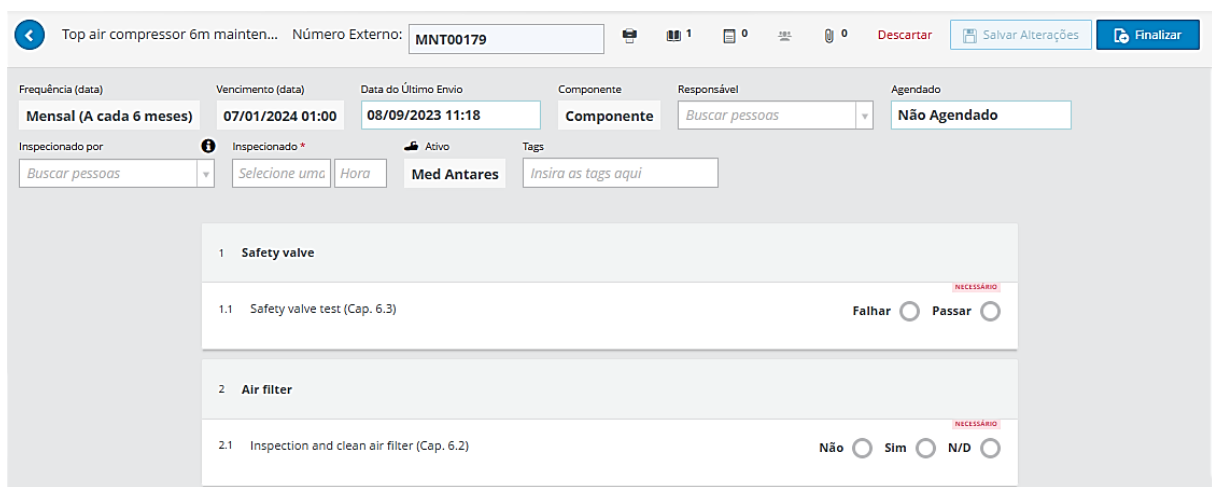 Top air compressor 6m mainten... Número Externo: MNT00179 1 0 0 Descartar Salvar Alterações Finalizar
Frequência (data) Vencimento (data) Data do Último Envio Componente Responsável Agendado
Mensal (A cada 6 meses) 07/01/2024 01:00 08/09/2023 11:18 Componente Buscar pessoas Não Agendado
Inspecionado por Inspecionado * Ativo Tags
Buscar pessoas Selecione uma Hora Med Antares Insira as tags aqui
1 Safety valve
NECESSÁRIO
1.1 Safety valve test (Cap. 6.3) Falhar Passar
2 Air filter
NECESSÁRIO
2.1 Inspection and clean air filter (Cap. 6.2) Não Sim N/D